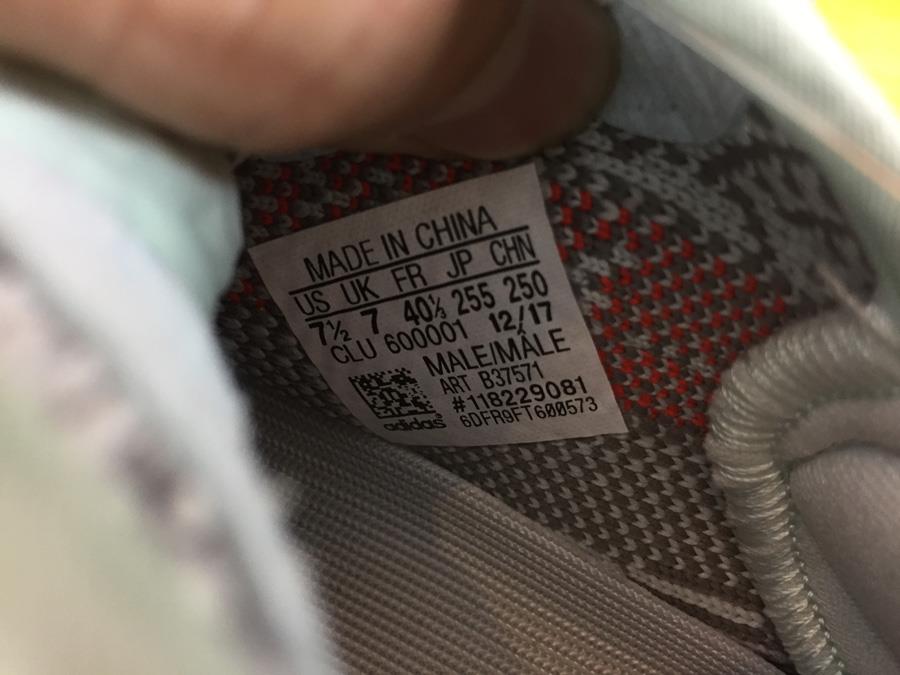 MADE IN CHINA
US UK FR JP CHN
7½ 7 40⅓ 255 250
CLU 600001 12/17
MALE/MÂLE
ART B37571
#118229081
6DFR9FT600573
adidas